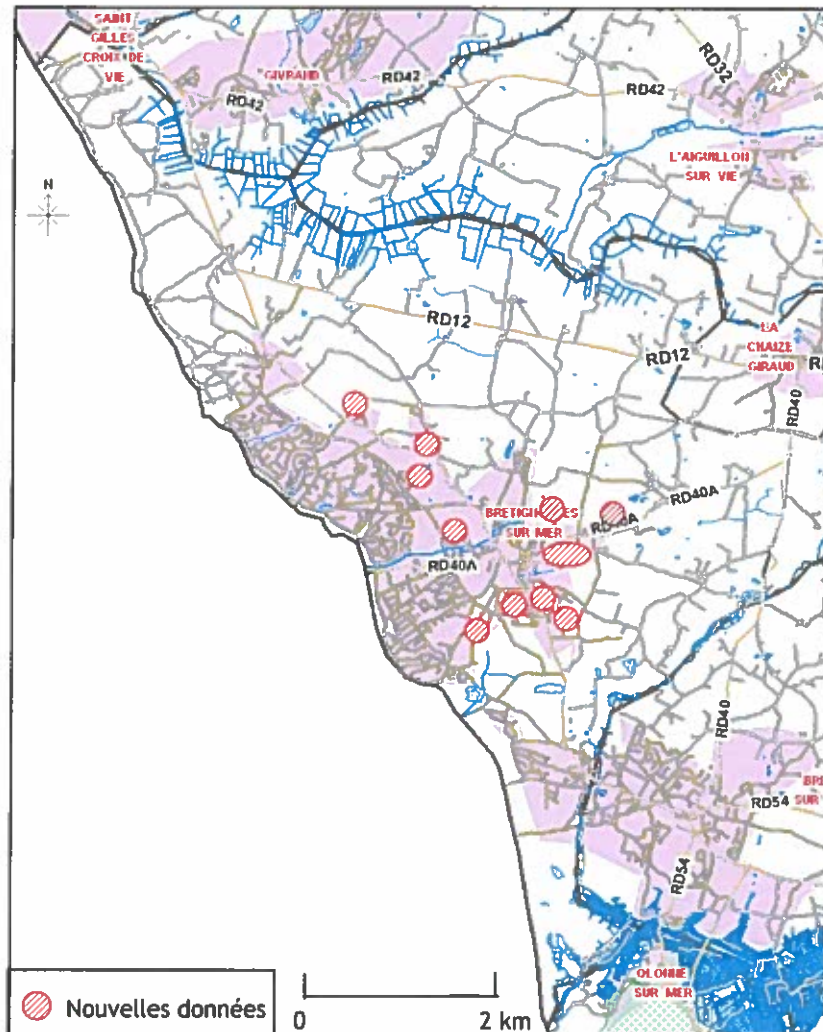 SAINT
GILLES
CROIX DE
VIE
GIVRAND
RD42
RD42
RD42
RD32
L'AIGUILLON
SUR VIE
N
RD12
RD12
LA
CHAIZE
GIRAUD
RD40
RD40A
RD40A
SUR MER
RD40A
RD40
RD54
RD54
OLONNE
SUR MER
Nouvelles données
0 2 km